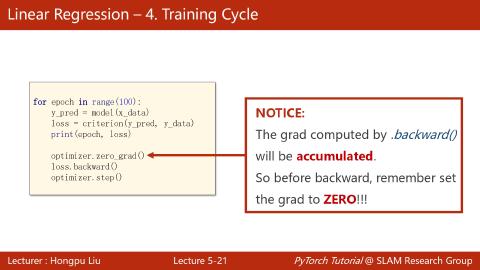 Linear Regression – 4. Training Cycle
for epoch in range(100):
    y_pred = model(x_data)
    loss = criterion(y_pred, y_data)
    print(epoch, loss)
    optimizer.zero_grad()
    loss.backward()
    optimizer.step()
NOTICE:
The grad computed by .backward()
will be accumulated.
So before backward, remember set
the grad to ZERO!!!
Lecturer : Hongpu Liu
Lecture 5-21
PyTorch Tutorial @ SLAM Research Group